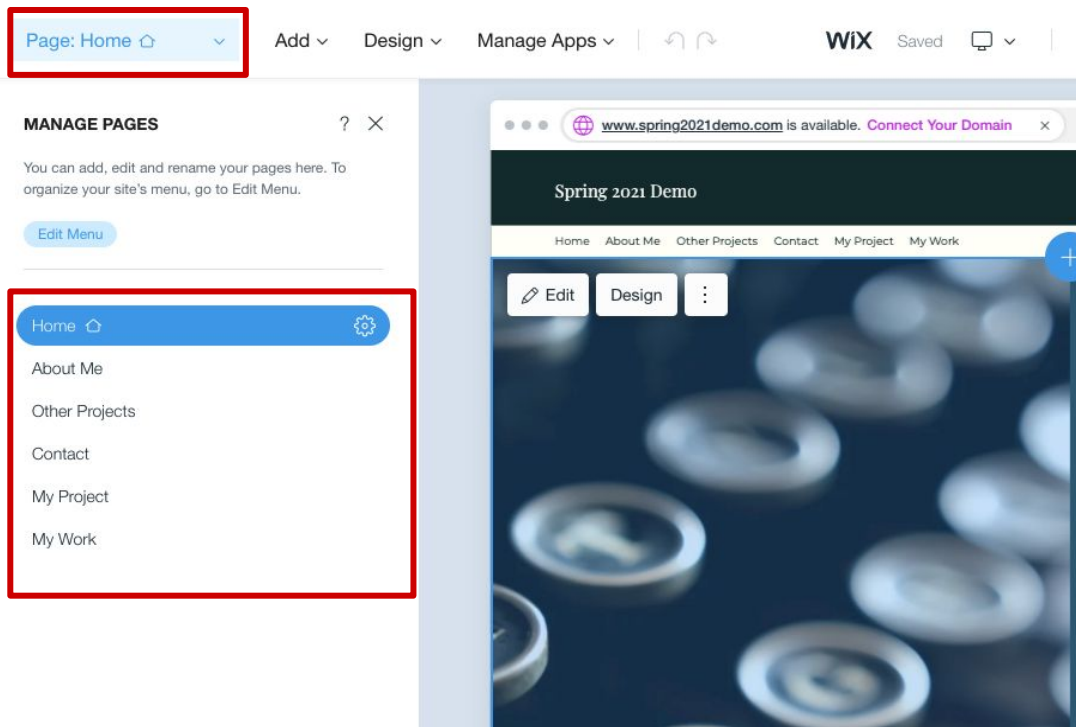 Page: Home
Add
Design
Manage Apps
WiX
Saved
MANAGE PAGES
?
You can add, edit and rename your pages here. To
organize your site's menu, go to Edit Menu.
Edit Menu
Home
About Me
Other Projects
Contact
My Project
My Work
www.spring2021demo.com is available. Connect Your Domain
Spring 2021 Demo
Home About Me Other Projects Contact My Project My Work
Edit
Design